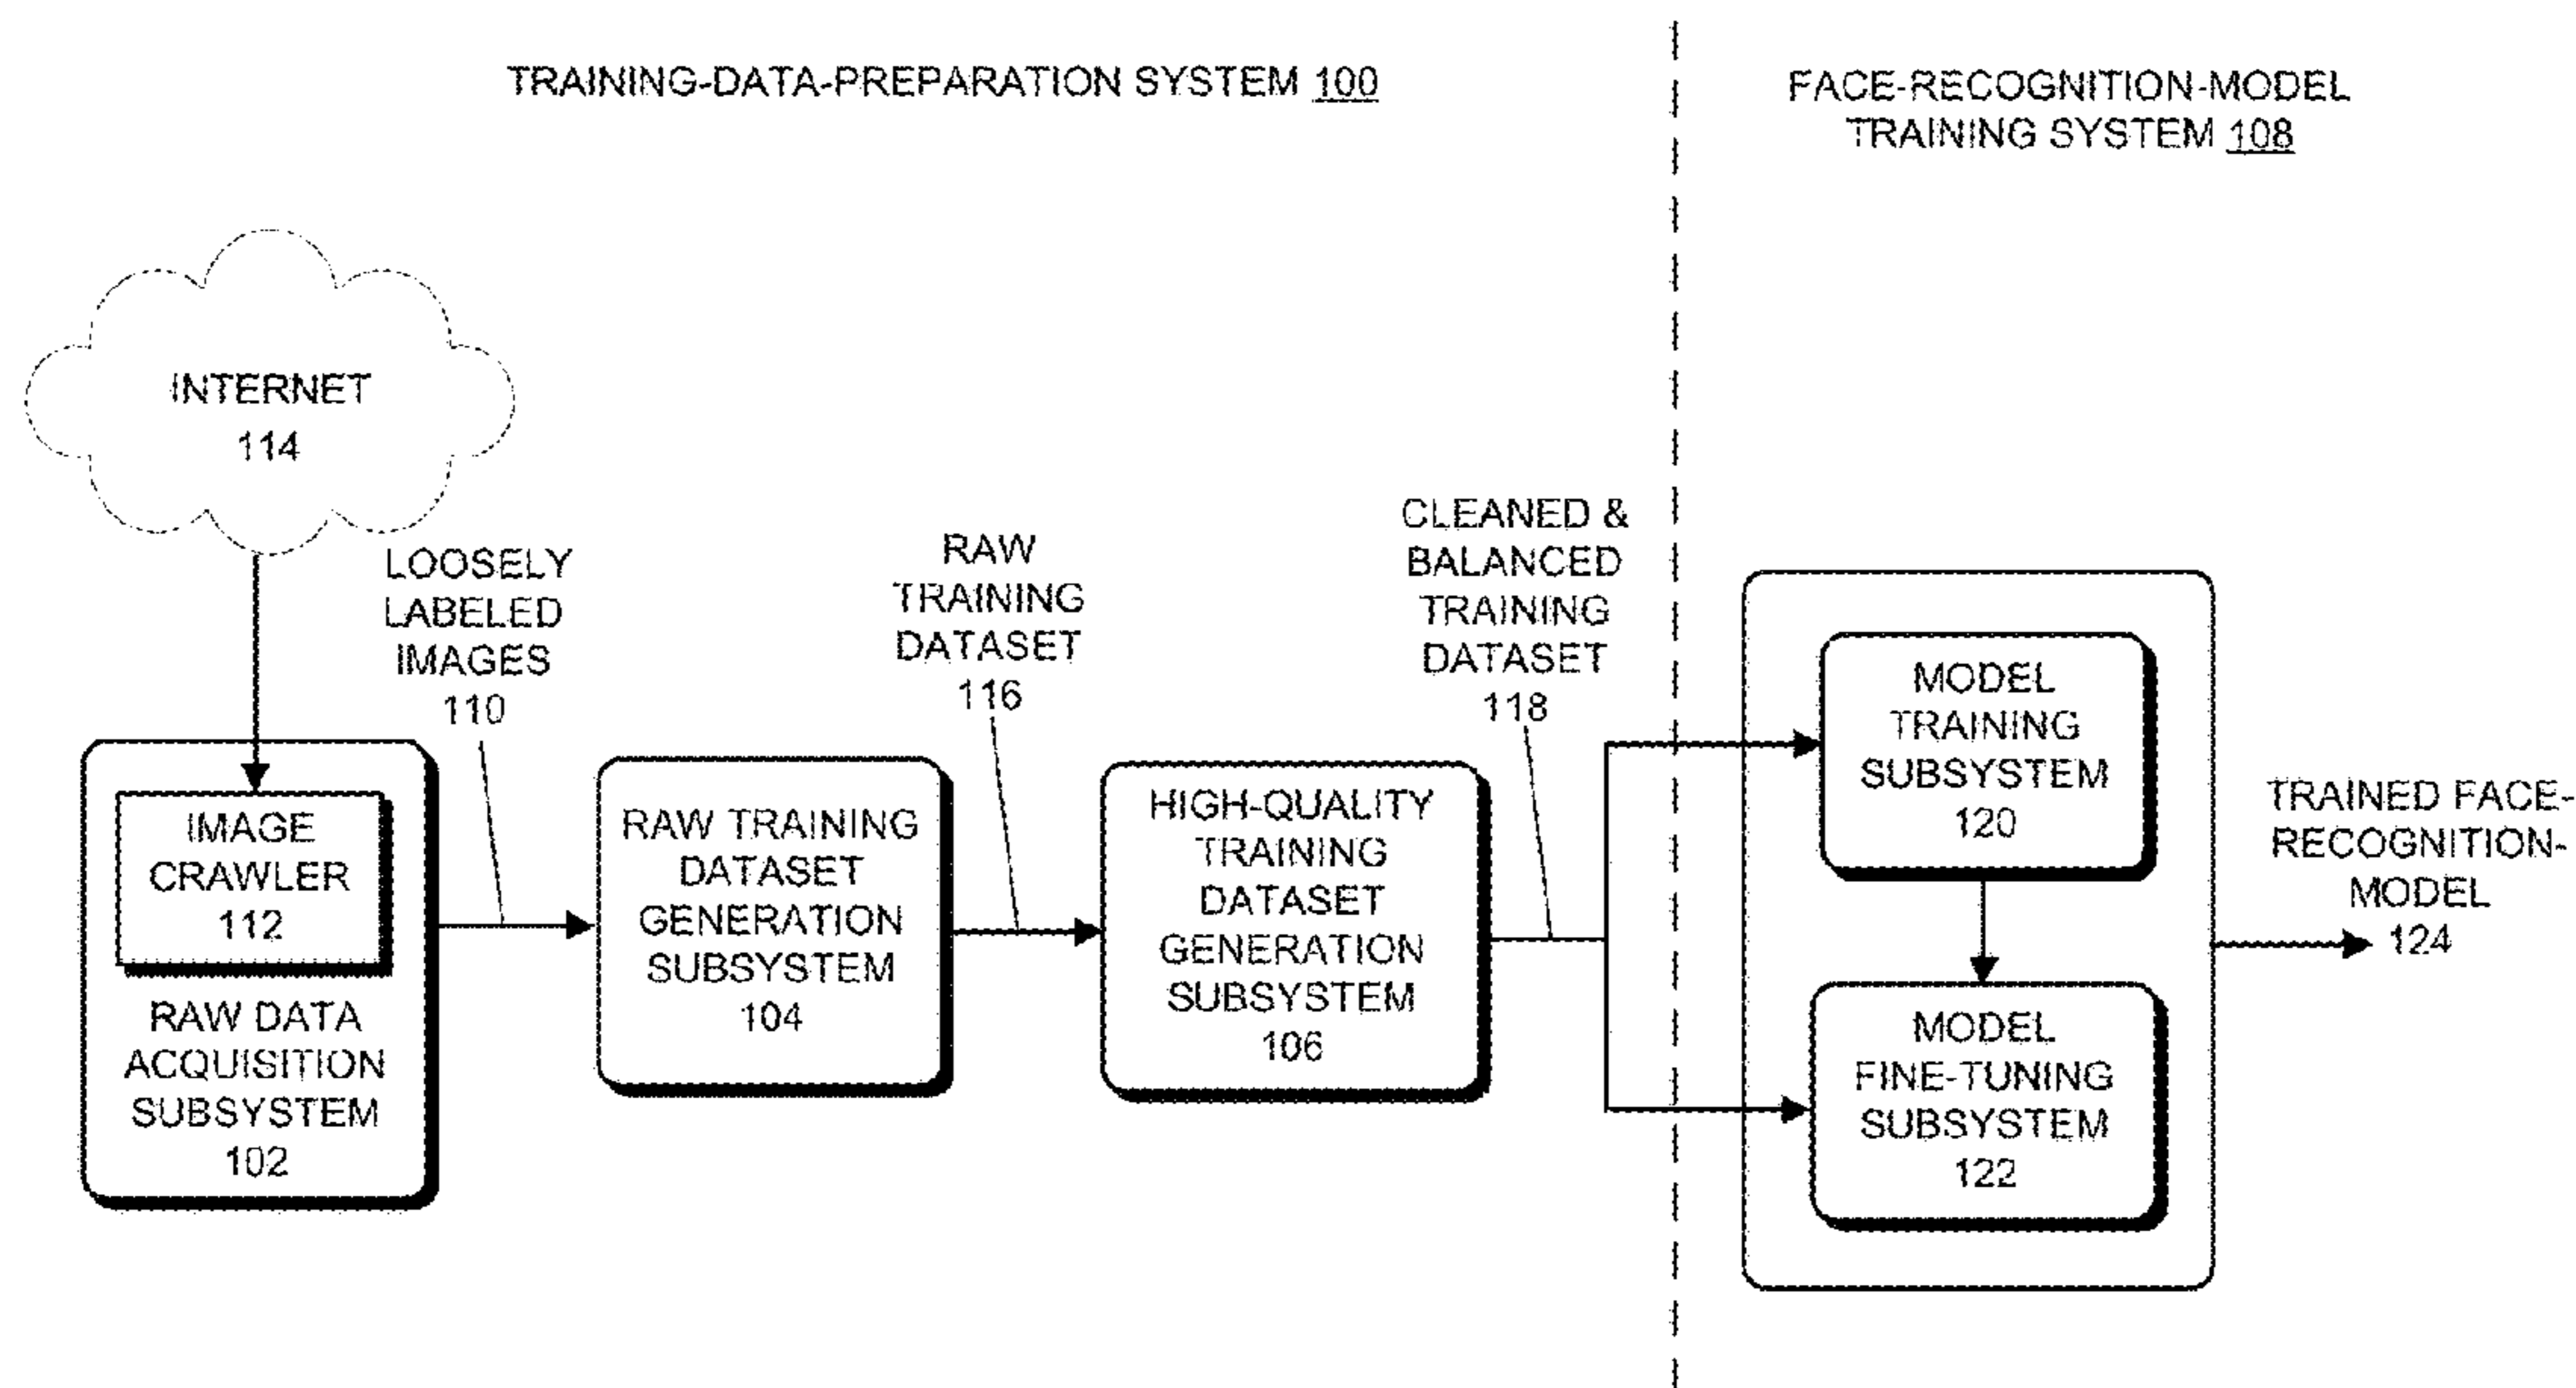 TRAINING-DATA-PREPARATION SYSTEM 100
FACE-RECOGNITION-MODEL
TRAINING SYSTEM 108
INTERNET
114
LOOSELY
LABELED
IMAGES
110
RAW
TRAINING
DATASET
116
CLEANED &
BALANCED
TRAINING
DATASET
118
IMAGE
CRAWLER
112
RAW DATA
ACQUISITION
SUBSYSTEM
102
RAW TRAINING
DATASET
GENERATION
SUBSYSTEM
104
HIGH-QUALITY
TRAINING
DATASET
GENERATION
SUBSYSTEM
106
MODEL
TRAINING
SUBSYSTEM
120
MODEL
FINE-TUNING
SUBSYSTEM
122
TRAINED FACE-
RECOGNITION-
MODEL
124